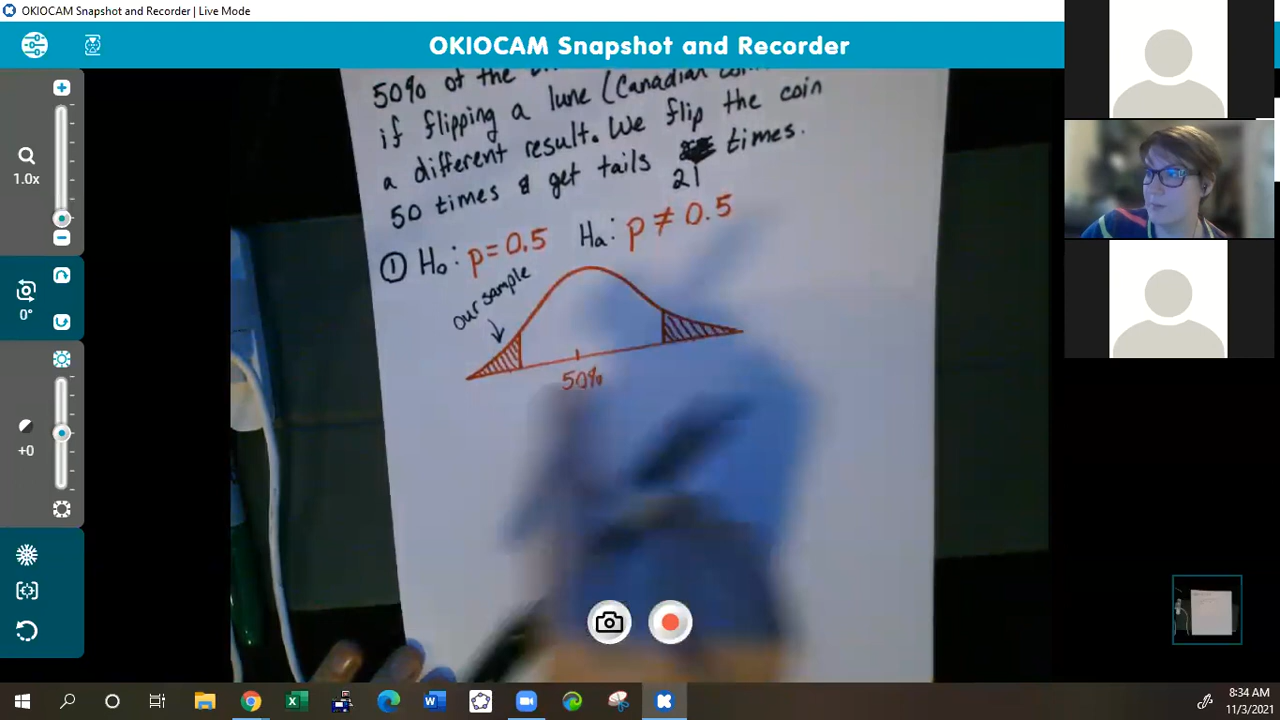 OKIOCAM Snapshot and Recorder | Live Mode
OKIOCAM Snapshot and Recorder
1.0x
0°
+0
50% of the
if flipping a lune (Canadian
a different result. We flip the coin
50 times & get tails 21 times.
① H₀: p = 0.5 Ha: p ≠ 0.5
our sample
50%
8:34 AM
11/3/2021